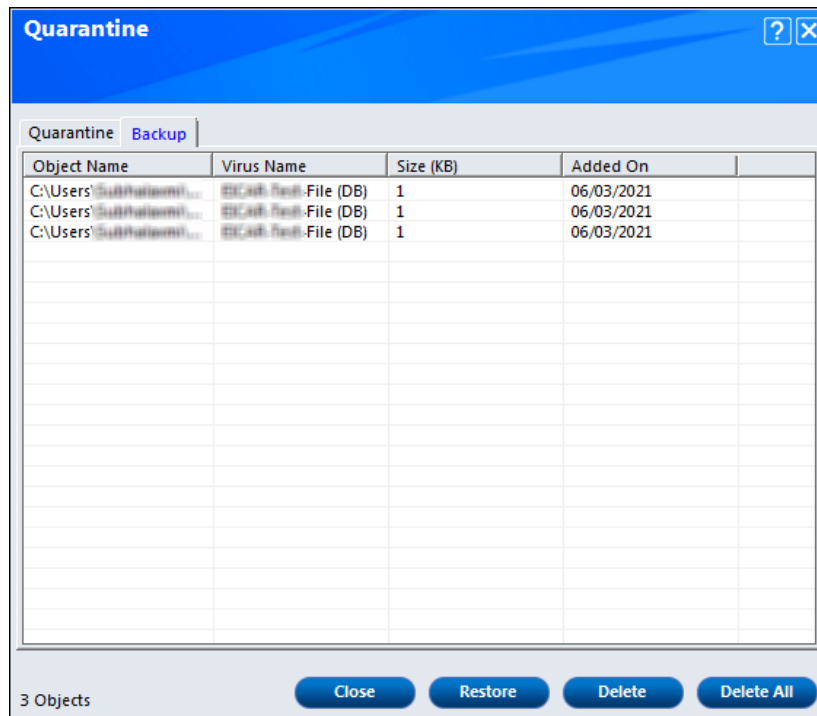 Quarantine
?
Quarantine Backup
Object Name Virus Name Size (KB) Added On
C:\Users\ -File (DB) 1 06/03/2021
C:\Users\ -File (DB) 1 06/03/2021
C:\Users\ -File (DB) 1 06/03/2021
3 Objects Close Restore Delete Delete All